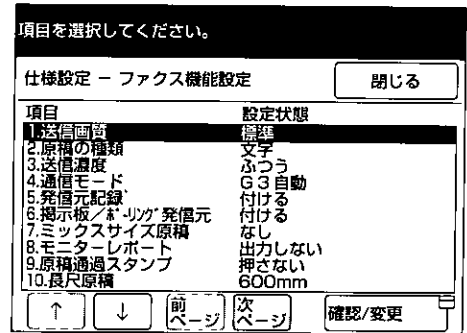 項目を選択してください。
仕様設定 － ファクス機能設定 閉じる
項目 設定状態
1.送信画質 標準
2.原稿の種類 文字
3.送信濃度 ふつう
4.通信モード G3自動
5.発信元記録 付ける
6.掲示板／ﾎﾟｰﾘﾝｸﾞ発信元 付ける
7.ミックスサイズ原稿 なし
8.モニターレポート 出力しない
9.原稿通過スタンプ 押さない
10.長尺原稿 600mm
↑ ↓ 前ページ 次ページ 確認/変更